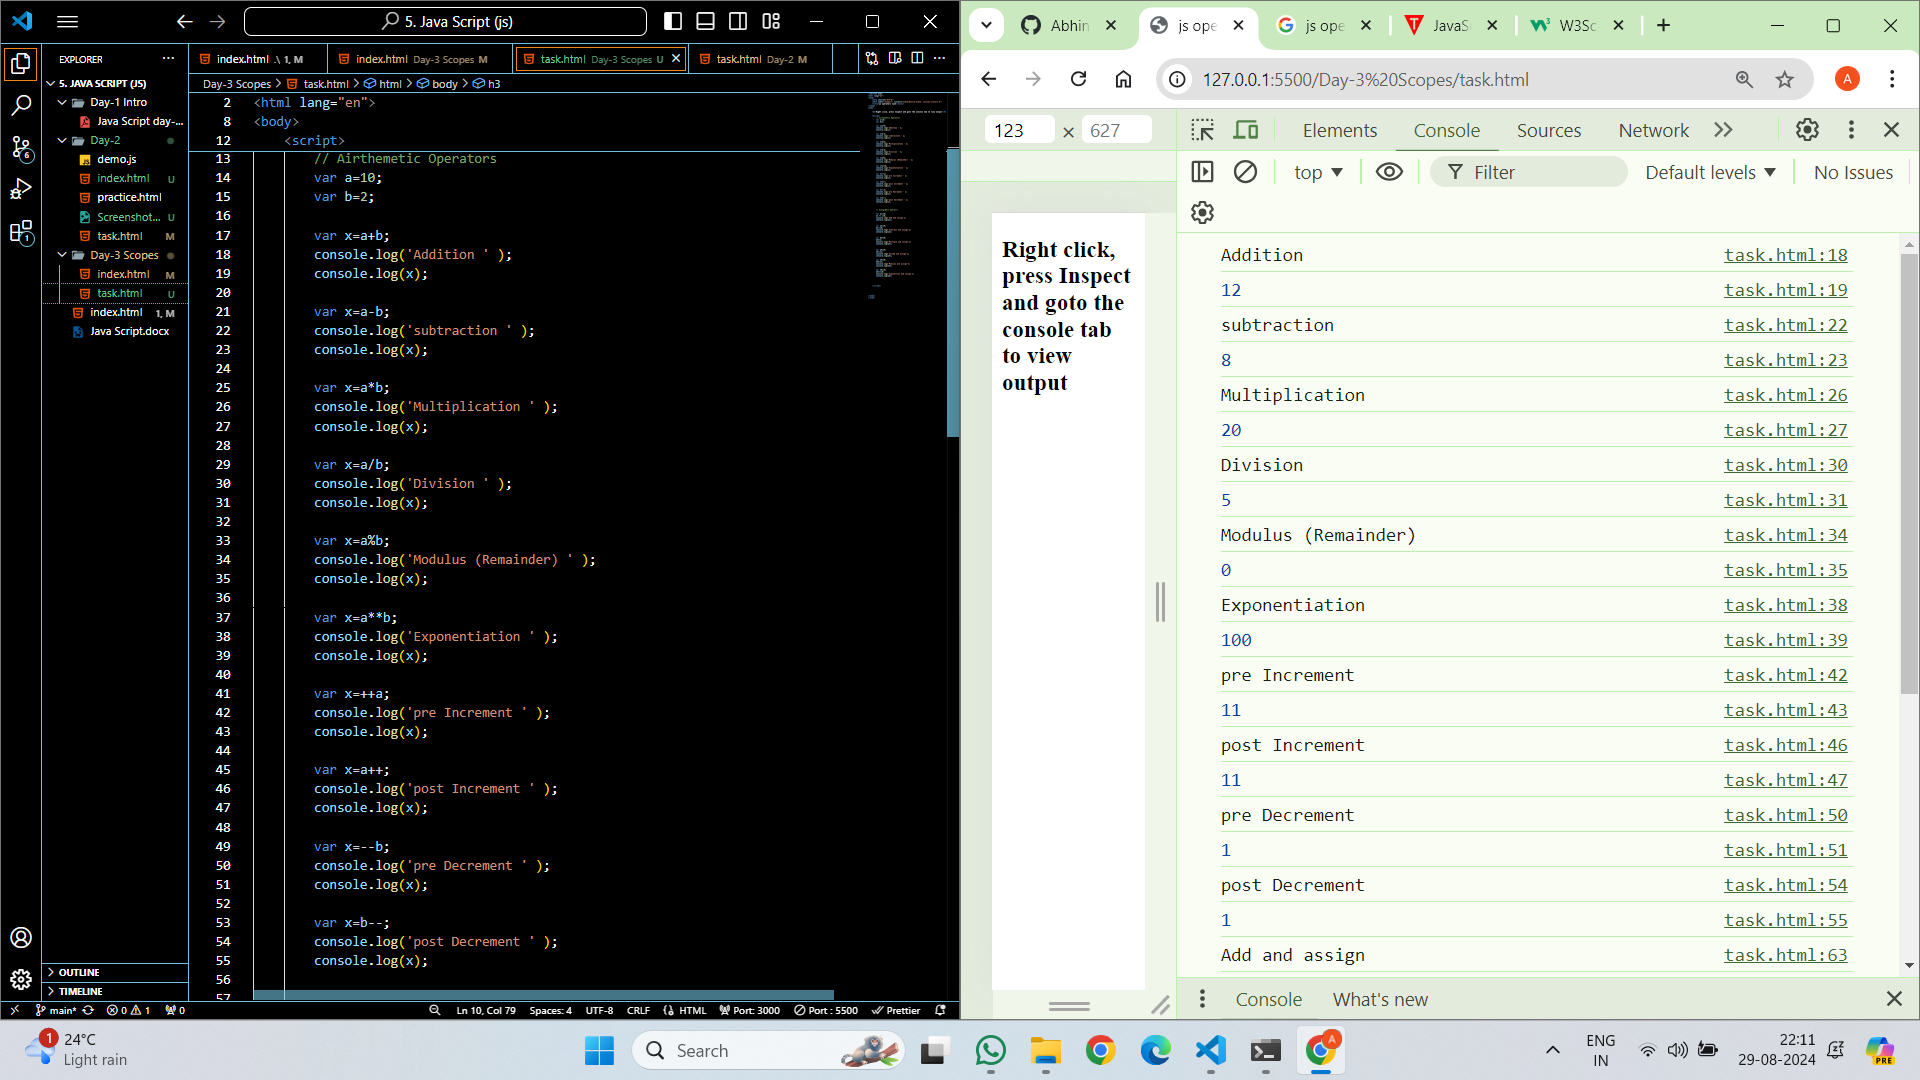 5. Java Script (js)
EXPLORER
5. JAVA SCRIPT (JS)
Day-1 Intro
Java Script day-...
Day-2
demo.js
index.html U
practice.html
Screenshot... U
task.html M
Day-3 Scopes
index.html M
task.html U
index.html 1, M
Java Script.docx
OUTLINE
TIMELINE
index.html .\ 1, M
index.html Day-3 Scopes M
task.html Day-3 Scopes U
task.html Day-2 M
Day-3 Scopes > task.html > html > body > h3
2 <html lang="en">
8 <body>
12 <script>
13 // Airthemetic Operators
14 var a=10;
15 var b=2;
16
17 var x=a+b;
18 console.log('Addition ' );
19 console.log(x);
20
21 var x=a-b;
22 console.log('subtraction ' );
23 console.log(x);
24
25 var x=a*b;
26 console.log('Multiplication ' );
27 console.log(x);
28
29 var x=a/b;
30 console.log('Division ' );
31 console.log(x);
32
33 var x=a%b;
34 console.log('Modulus (Remainder) ' );
35 console.log(x);
36
37 var x=a**b;
38 console.log('Exponentiation ' );
39 console.log(x);
40
41 var x=++a;
42 console.log('pre Increment ' );
43 console.log(x);
44
45 var x=a++;
46 console.log('post Increment ' );
47 console.log(x);
48
49 var x=--b;
50 console.log('pre Decrement ' );
51 console.log(x);
52
53 var x=b--;
54 console.log('post Decrement ' );
55 console.log(x);
56
57
main* 0 1 0 Ln 10, Col 79 Spaces: 4 UTF-8 CRLF HTML Port: 3000 Port : 5500 Prettier
Abhin js ope js ope JavaS W3Sc
127.0.0.1:5500/Day-3%20Scopes/task.html A
123 × 627
Elements Console Sources Network
top Filter Default levels No Issues
Right click,
press Inspect
and goto the
console tab
to view
output
Addition task.html:18
12 task.html:19
subtraction task.html:22
8 task.html:23
Multiplication task.html:26
20 task.html:27
Division task.html:30
5 task.html:31
Modulus (Remainder) task.html:34
0 task.html:35
Exponentiation task.html:38
100 task.html:39
pre Increment task.html:42
11 task.html:43
post Increment task.html:46
11 task.html:47
pre Decrement task.html:50
1 task.html:51
post Decrement task.html:54
1 task.html:55
Add and assign task.html:63
Console What's new
1 24°C
Light rain
Search
A
ENG
IN
22:11
29-08-2024
PRE